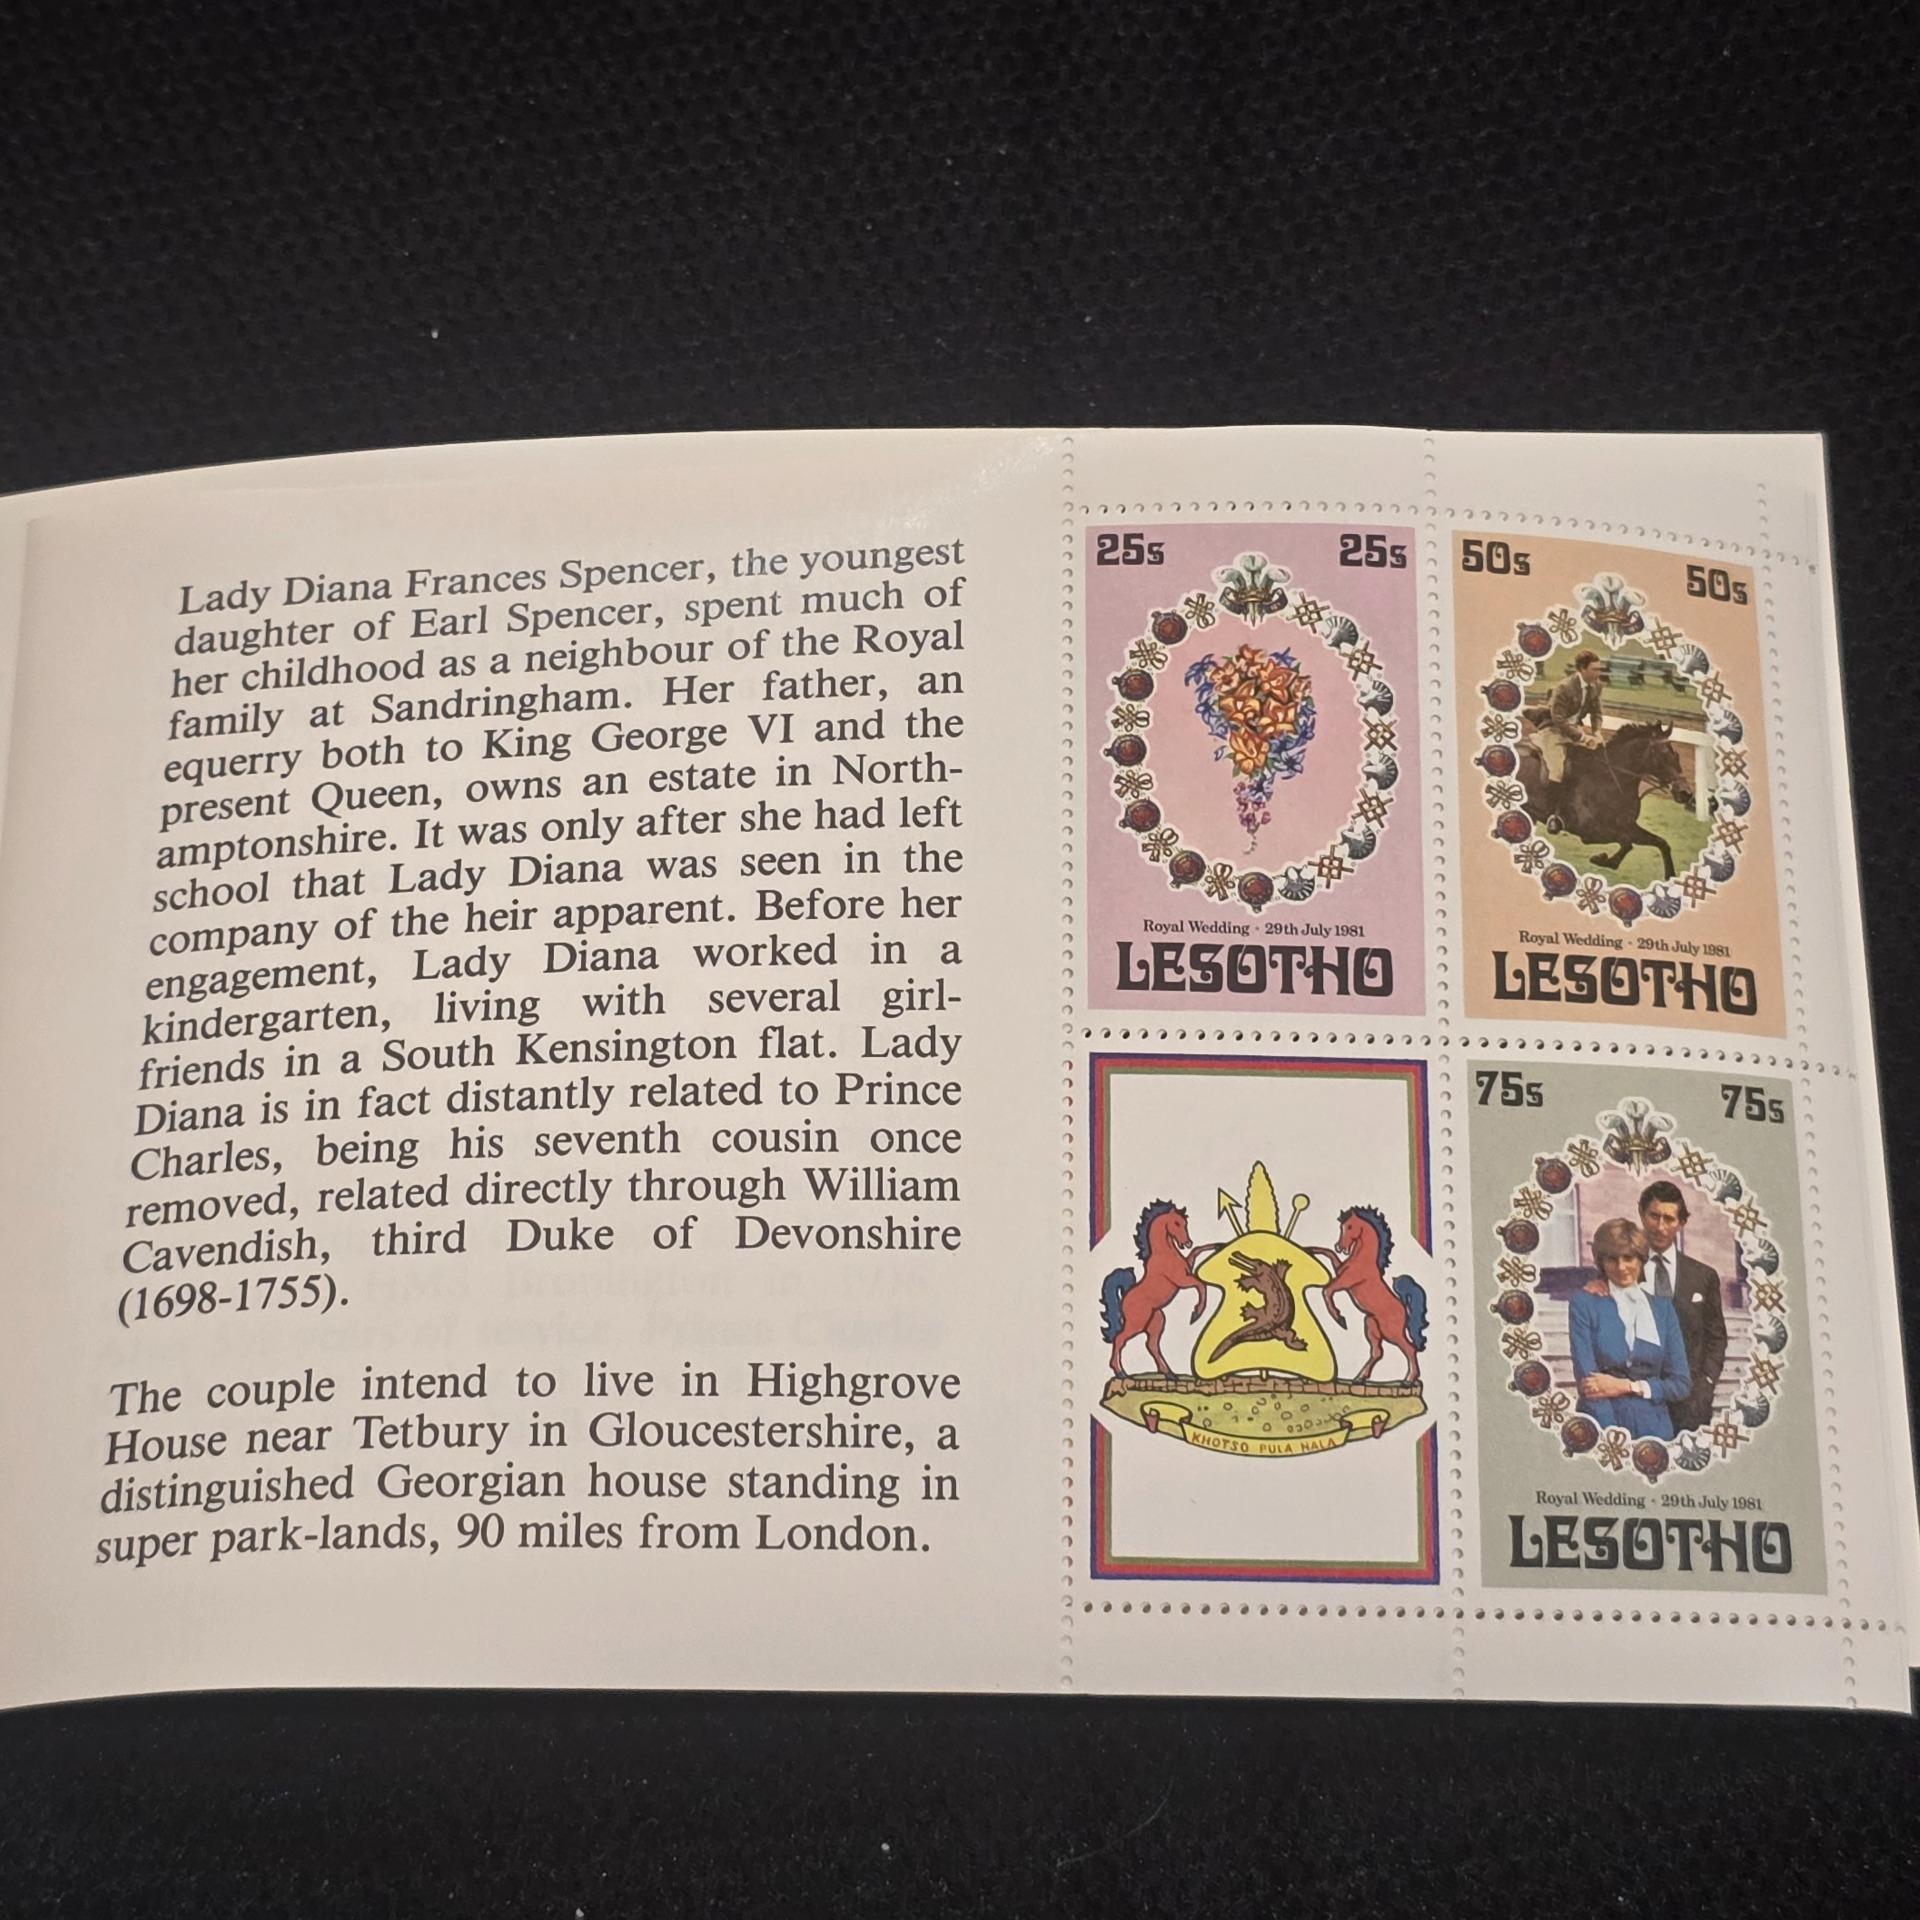 Lady Diana Frances Spencer, the youngest
daughter of Earl Spencer, spent much of
her childhood as a neighbour of the Royal
family at Sandringham. Her father, an
equerry both to King George VI and the
present Queen, owns an estate in North-
amptonshire. It was only after she had left
school that Lady Diana was seen in the
company of the heir apparent. Before her
engagement, Lady Diana worked in a
kindergarten, living with several girl-
friends in a South Kensington flat. Lady
Diana is in fact distantly related to Prince
Charles, being his seventh cousin once
removed, related directly through William
Cavendish, third Duke of Devonshire
(1698-1755).
The couple intend to live in Highgrove
House near Tetbury in Gloucestershire, a
distinguished Georgian house standing in
super park-lands, 90 miles from London.
25s 25s
Royal Wedding · 29th July 1981
LESOTHO
50s 50s
Royal Wedding · 29th July 1981
LESOTHO
KHOTSO PULA NALA
75s 75s
Royal Wedding · 29th July 1981
LESOTHO